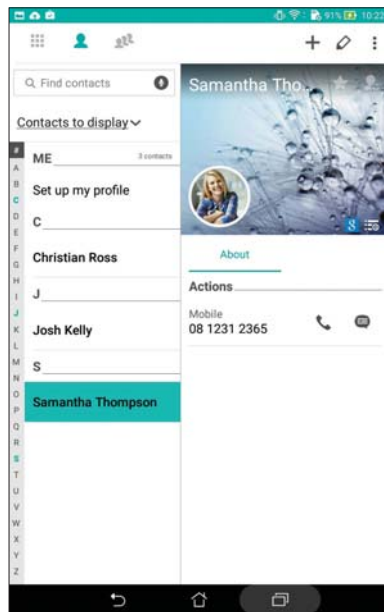 91% 10:22
Find contacts
Contacts to display
#
A
B
C
D
E
F
G
H
I
J
K
L
M
N
O
P
Q
R
S
T
U
V
W
X
Y
Z
ME 3 contacts
Set up my profile
C
Christian Ross
J
Josh Kelly
S
Samantha Thompson
Samantha Tho..
8
About
Actions
Mobile
08 1231 2365